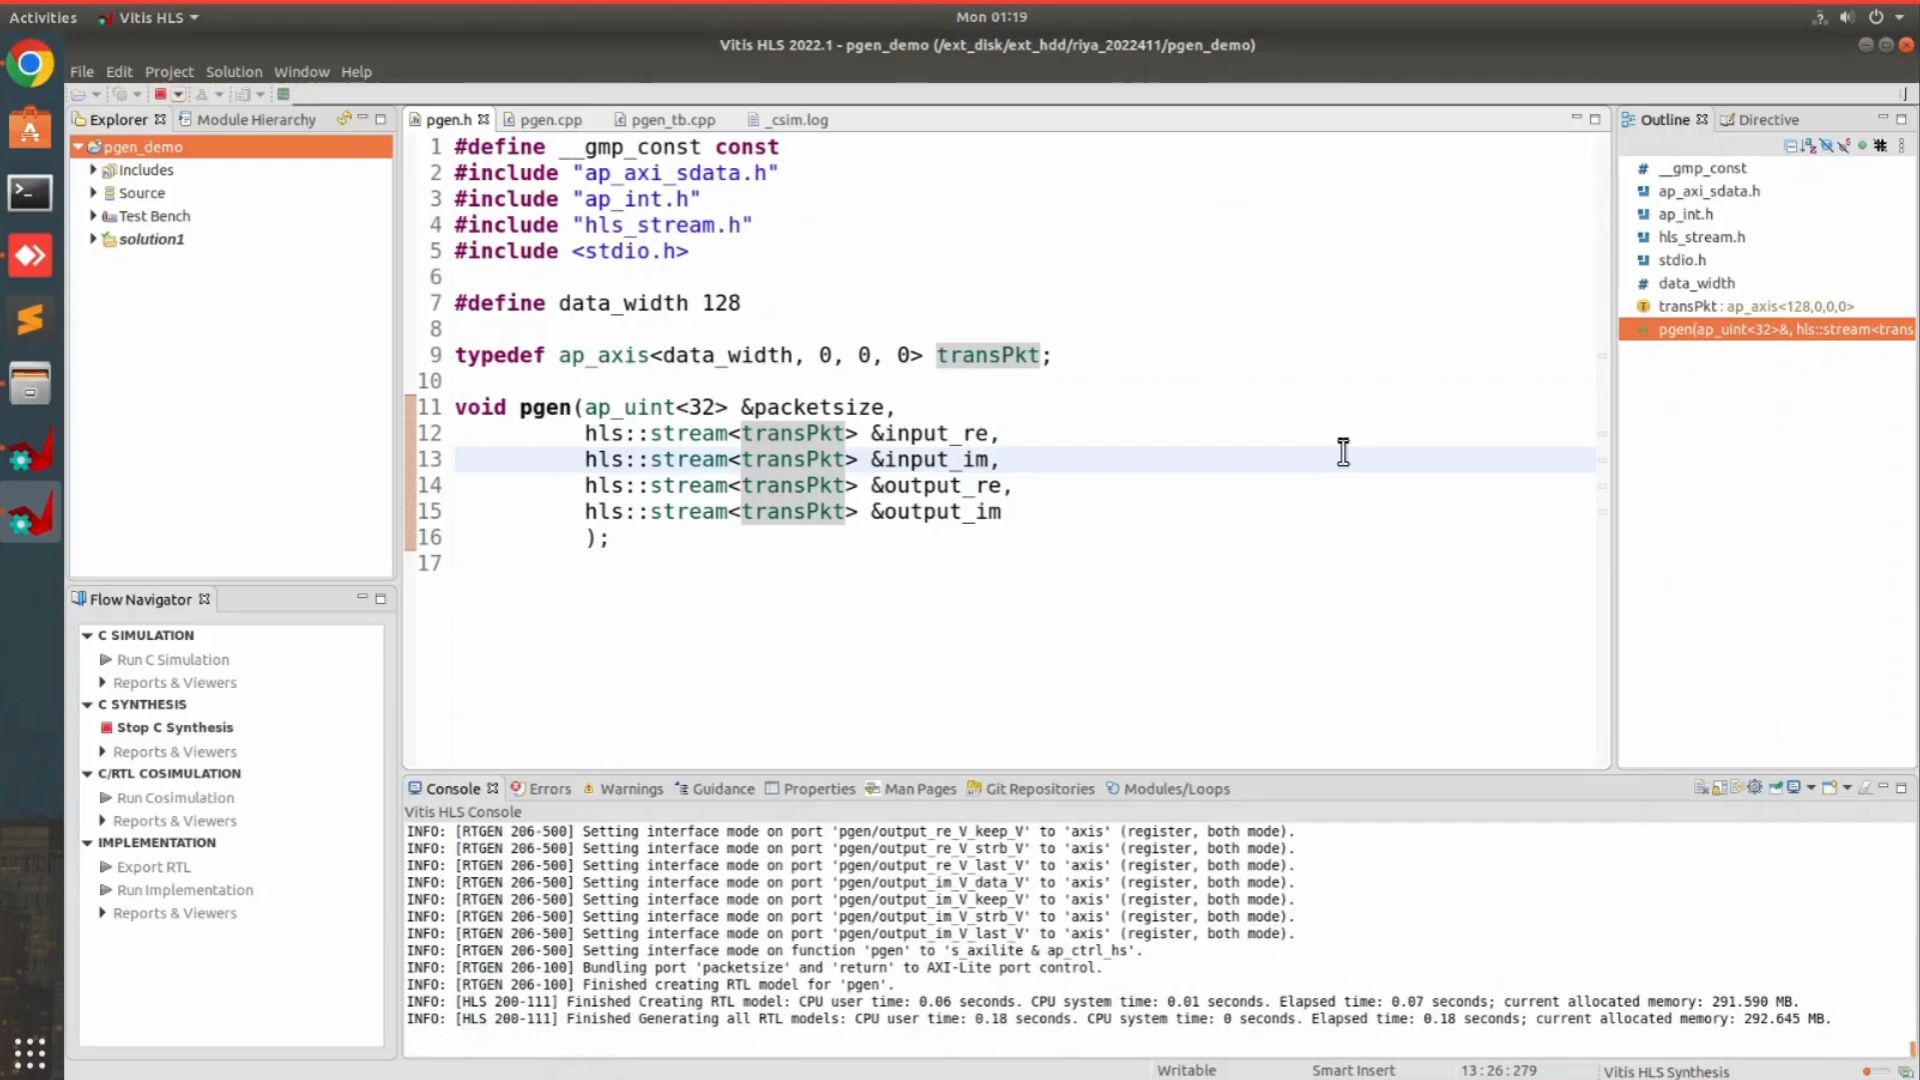 Activities
Vitis HLS
Mon 01:19
Vitis HLS 2022.1 - pgen_demo (/ext_disk/ext_hdd/riya_2022411/pgen_demo)
File Edit Project Solution Window Help
Explorer
Module Hierarchy
pgen_demo
Includes
Source
Test Bench
solution1
Flow Navigator
C SIMULATION
Run C Simulation
Reports & Viewers
C SYNTHESIS
Stop C Synthesis
Reports & Viewers
C/RTL COSIMULATION
Run Cosimulation
Reports & Viewers
IMPLEMENTATION
Export RTL
Run Implementation
Reports & Viewers
pgen.h pgen.cpp pgen_tb.cpp _csim.log
1 #define __gmp_const const
2 #include "ap_axi_sdata.h"
3 #include "ap_int.h"
4 #include "hls_stream.h"
5 #include <stdio.h>
6
7 #define data_width 128
8
9 typedef ap_axis<data_width, 0, 0, 0> transPkt;
10
11 void pgen(ap_uint<32> &packetsize,
12 hls::stream<transPkt> &input_re,
13 hls::stream<transPkt> &input_im,
14 hls::stream<transPkt> &output_re,
15 hls::stream<transPkt> &output_im
16 );
17
Outline
Directive
__gmp_const
ap_axi_sdata.h
ap_int.h
hls_stream.h
stdio.h
data_width
transPkt : ap_axis<128,0,0,0>
pgen(ap_uint<32>&, hls::stream<trans
Console Errors Warnings Guidance Properties Man Pages Git Repositories Modules/Loops
Vitis HLS Console
INFO: [RTGEN 206-500] Setting interface mode on port 'pgen/output_re_V_keep_V' to 'axis' (register, both mode).
INFO: [RTGEN 206-500] Setting interface mode on port 'pgen/output_re_V_strb_V' to 'axis' (register, both mode).
INFO: [RTGEN 206-500] Setting interface mode on port 'pgen/output_re_V_last_V' to 'axis' (register, both mode).
INFO: [RTGEN 206-500] Setting interface mode on port 'pgen/output_im_V_data_V' to 'axis' (register, both mode).
INFO: [RTGEN 206-500] Setting interface mode on port 'pgen/output_im_V_keep_V' to 'axis' (register, both mode).
INFO: [RTGEN 206-500] Setting interface mode on port 'pgen/output_im_V_strb_V' to 'axis' (register, both mode).
INFO: [RTGEN 206-500] Setting interface mode on port 'pgen/output_im_V_last_V' to 'axis' (register, both mode).
INFO: [RTGEN 206-500] Setting interface mode on function 'pgen' to 's_axilite & ap_ctrl_hs'.
INFO: [RTGEN 206-100] Bundling port 'packetsize' and 'return' to AXI-Lite port control.
INFO: [RTGEN 206-100] Finished creating RTL model for 'pgen'.
INFO: [HLS 200-111] Finished Creating RTL model: CPU user time: 0.06 seconds. CPU system time: 0.01 seconds. Elapsed time: 0.07 seconds; current allocated memory: 291.590 MB.
INFO: [HLS 200-111] Finished Generating all RTL models: CPU user time: 0.18 seconds. CPU system time: 0 seconds. Elapsed time: 0.18 seconds; current allocated memory: 292.645 MB.
Writable
Smart Insert
13:26:279
Vitis HLS Synthesis